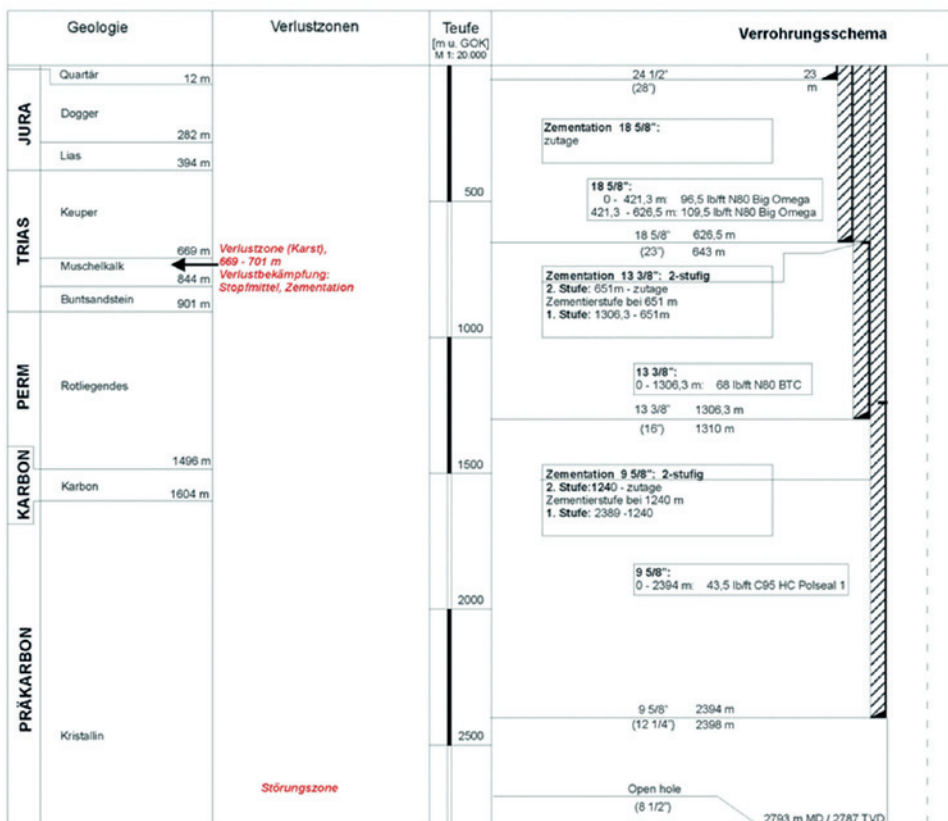 Geologie
Verlustzonen
Teufe
[m u. GOK]
M 1: 20.000
Verrohrungsschema
JURA
Quartär
12 m
Dogger
282 m
Lias
394 m
TRIAS
Keuper
669 m
Muschelkalk
844 m
Buntsandstein
901 m
PERM
Rotliegendes
1496 m
KARBON
Karbon
1604 m
PRÄKARBON
Kristallin
Verlustzone (Karst),
669 - 701 m
Verlustbekämpfung:
Stopfmittel, Zementation
Störungszone
500
1000
1500
2000
2500
24 1/2" 23
(28") m
Zementation 18 5/8":
zutage
18 5/8":
0 - 421,3 m: 96,5 lb/ft N80 Big Omega
421,3 - 626,5 m: 109,5 lb/ft N80 Big Omega
18 5/8" 626,5 m
(23") 643 m
Zementation 13 3/8": 2-stufig
2. Stufe: 651m - zutage
Zementierstufe bei 651 m
1. Stufe: 1306,3 - 651m
13 3/8":
0 - 1306,3 m: 68 lb/ft N80 BTC
13 3/8" 1306,3 m
(16") 1310 m
Zementation 9 5/8": 2-stufig
2. Stufe:1240 - zutage
Zementierstufe bei 1240 m
1. Stufe: 2389 -1240
9 5/8":
0 - 2394 m: 43,5 lb/ft C95 HC Polseal 1
9 5/8" 2394 m
(12 1/4") 2398 m
Open hole
(8 1/2")
2793 m MD / 2787 TVD